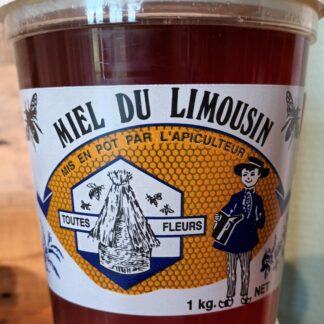 MIEL DU LIMOUSIN
MIS EN POT PAR L'APICULTEUR
TOUTES FLEURS
1 kg. NET